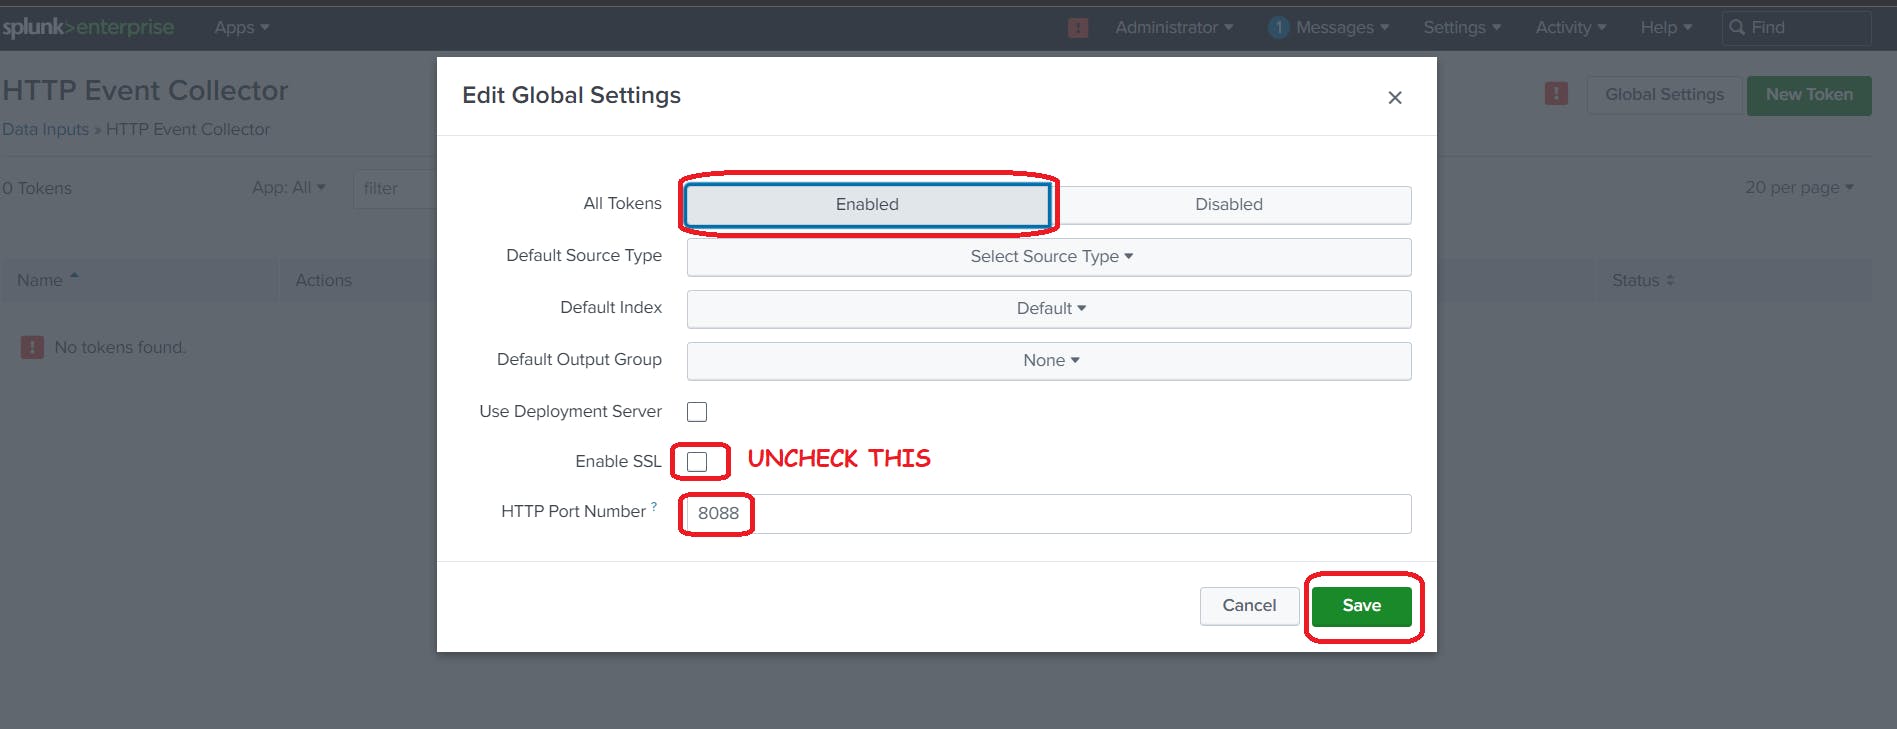 splunk>enterprise Apps Administrator 1 Messages Settings Activity Help Find
HTTP Event Collector
Global Settings New Token
Data Inputs » HTTP Event Collector
0 Tokens App: All filter 20 per page
Name Actions Status
! No tokens found.
Edit Global Settings
All Tokens Enabled Disabled
Default Source Type Select Source Type
Default Index Default
Default Output Group None
Use Deployment Server
Enable SSL UNCHECK THIS
HTTP Port Number ? 8088
Cancel Save